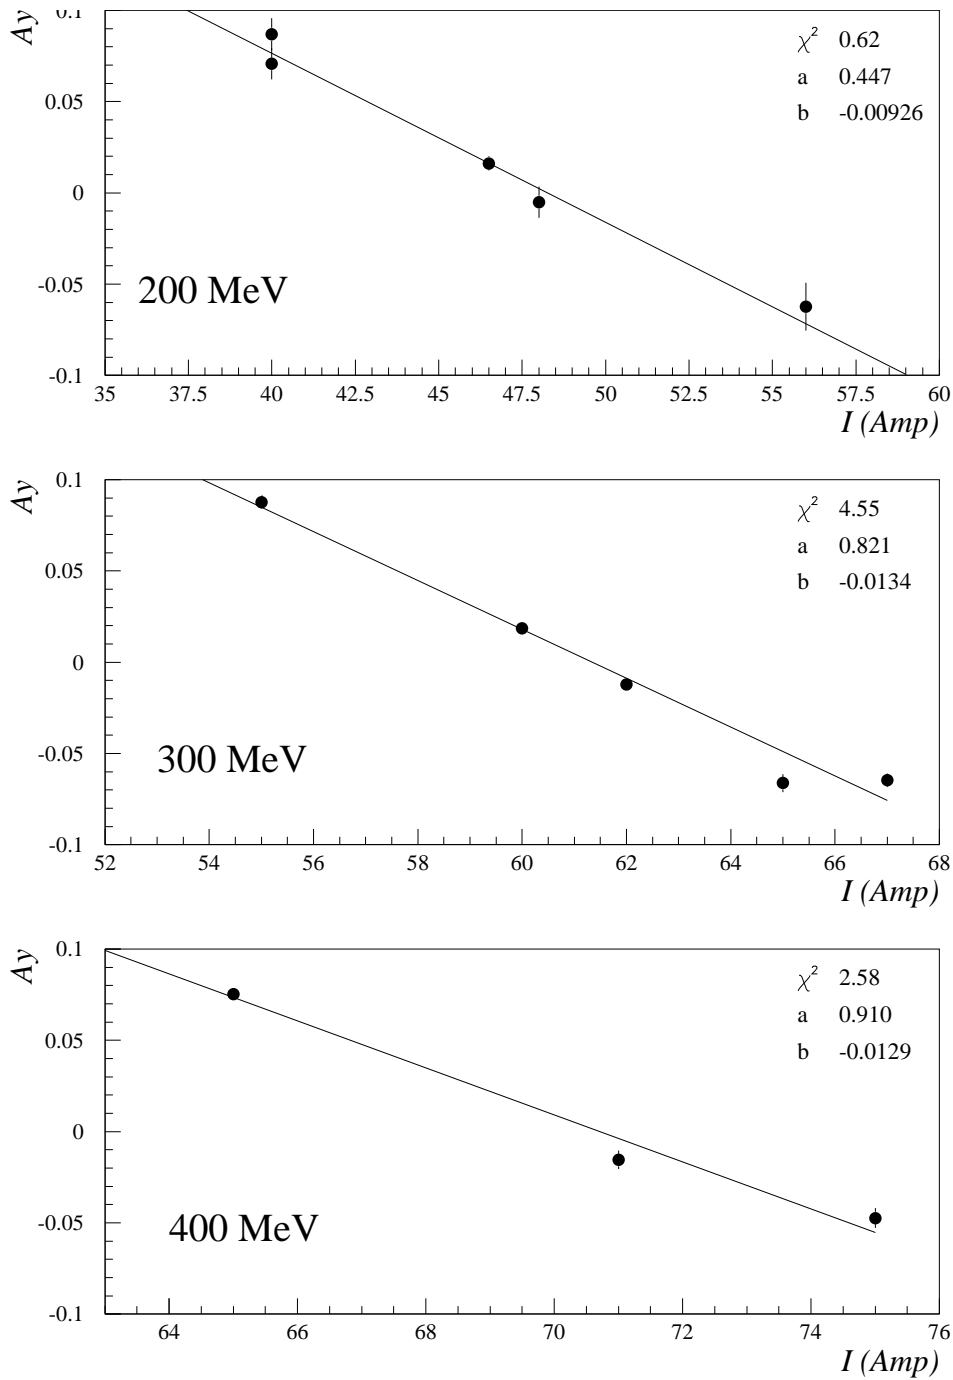 Ay
0.1
0.05
0
-0.05
-0.1
χ² 0.62
a 0.447
b -0.00926
200 MeV
35 37.5 40 42.5 45 47.5 50 52.5 55 57.5 60
I (Amp)
Ay
0.1
0.05
0
-0.05
-0.1
χ² 4.55
a 0.821
b -0.0134
300 MeV
52 54 56 58 60 62 64 66 68
I (Amp)
Ay
0.1
0.05
0
-0.05
-0.1
χ² 2.58
a 0.910
b -0.0129
400 MeV
64 66 68 70 72 74 76
I (Amp)